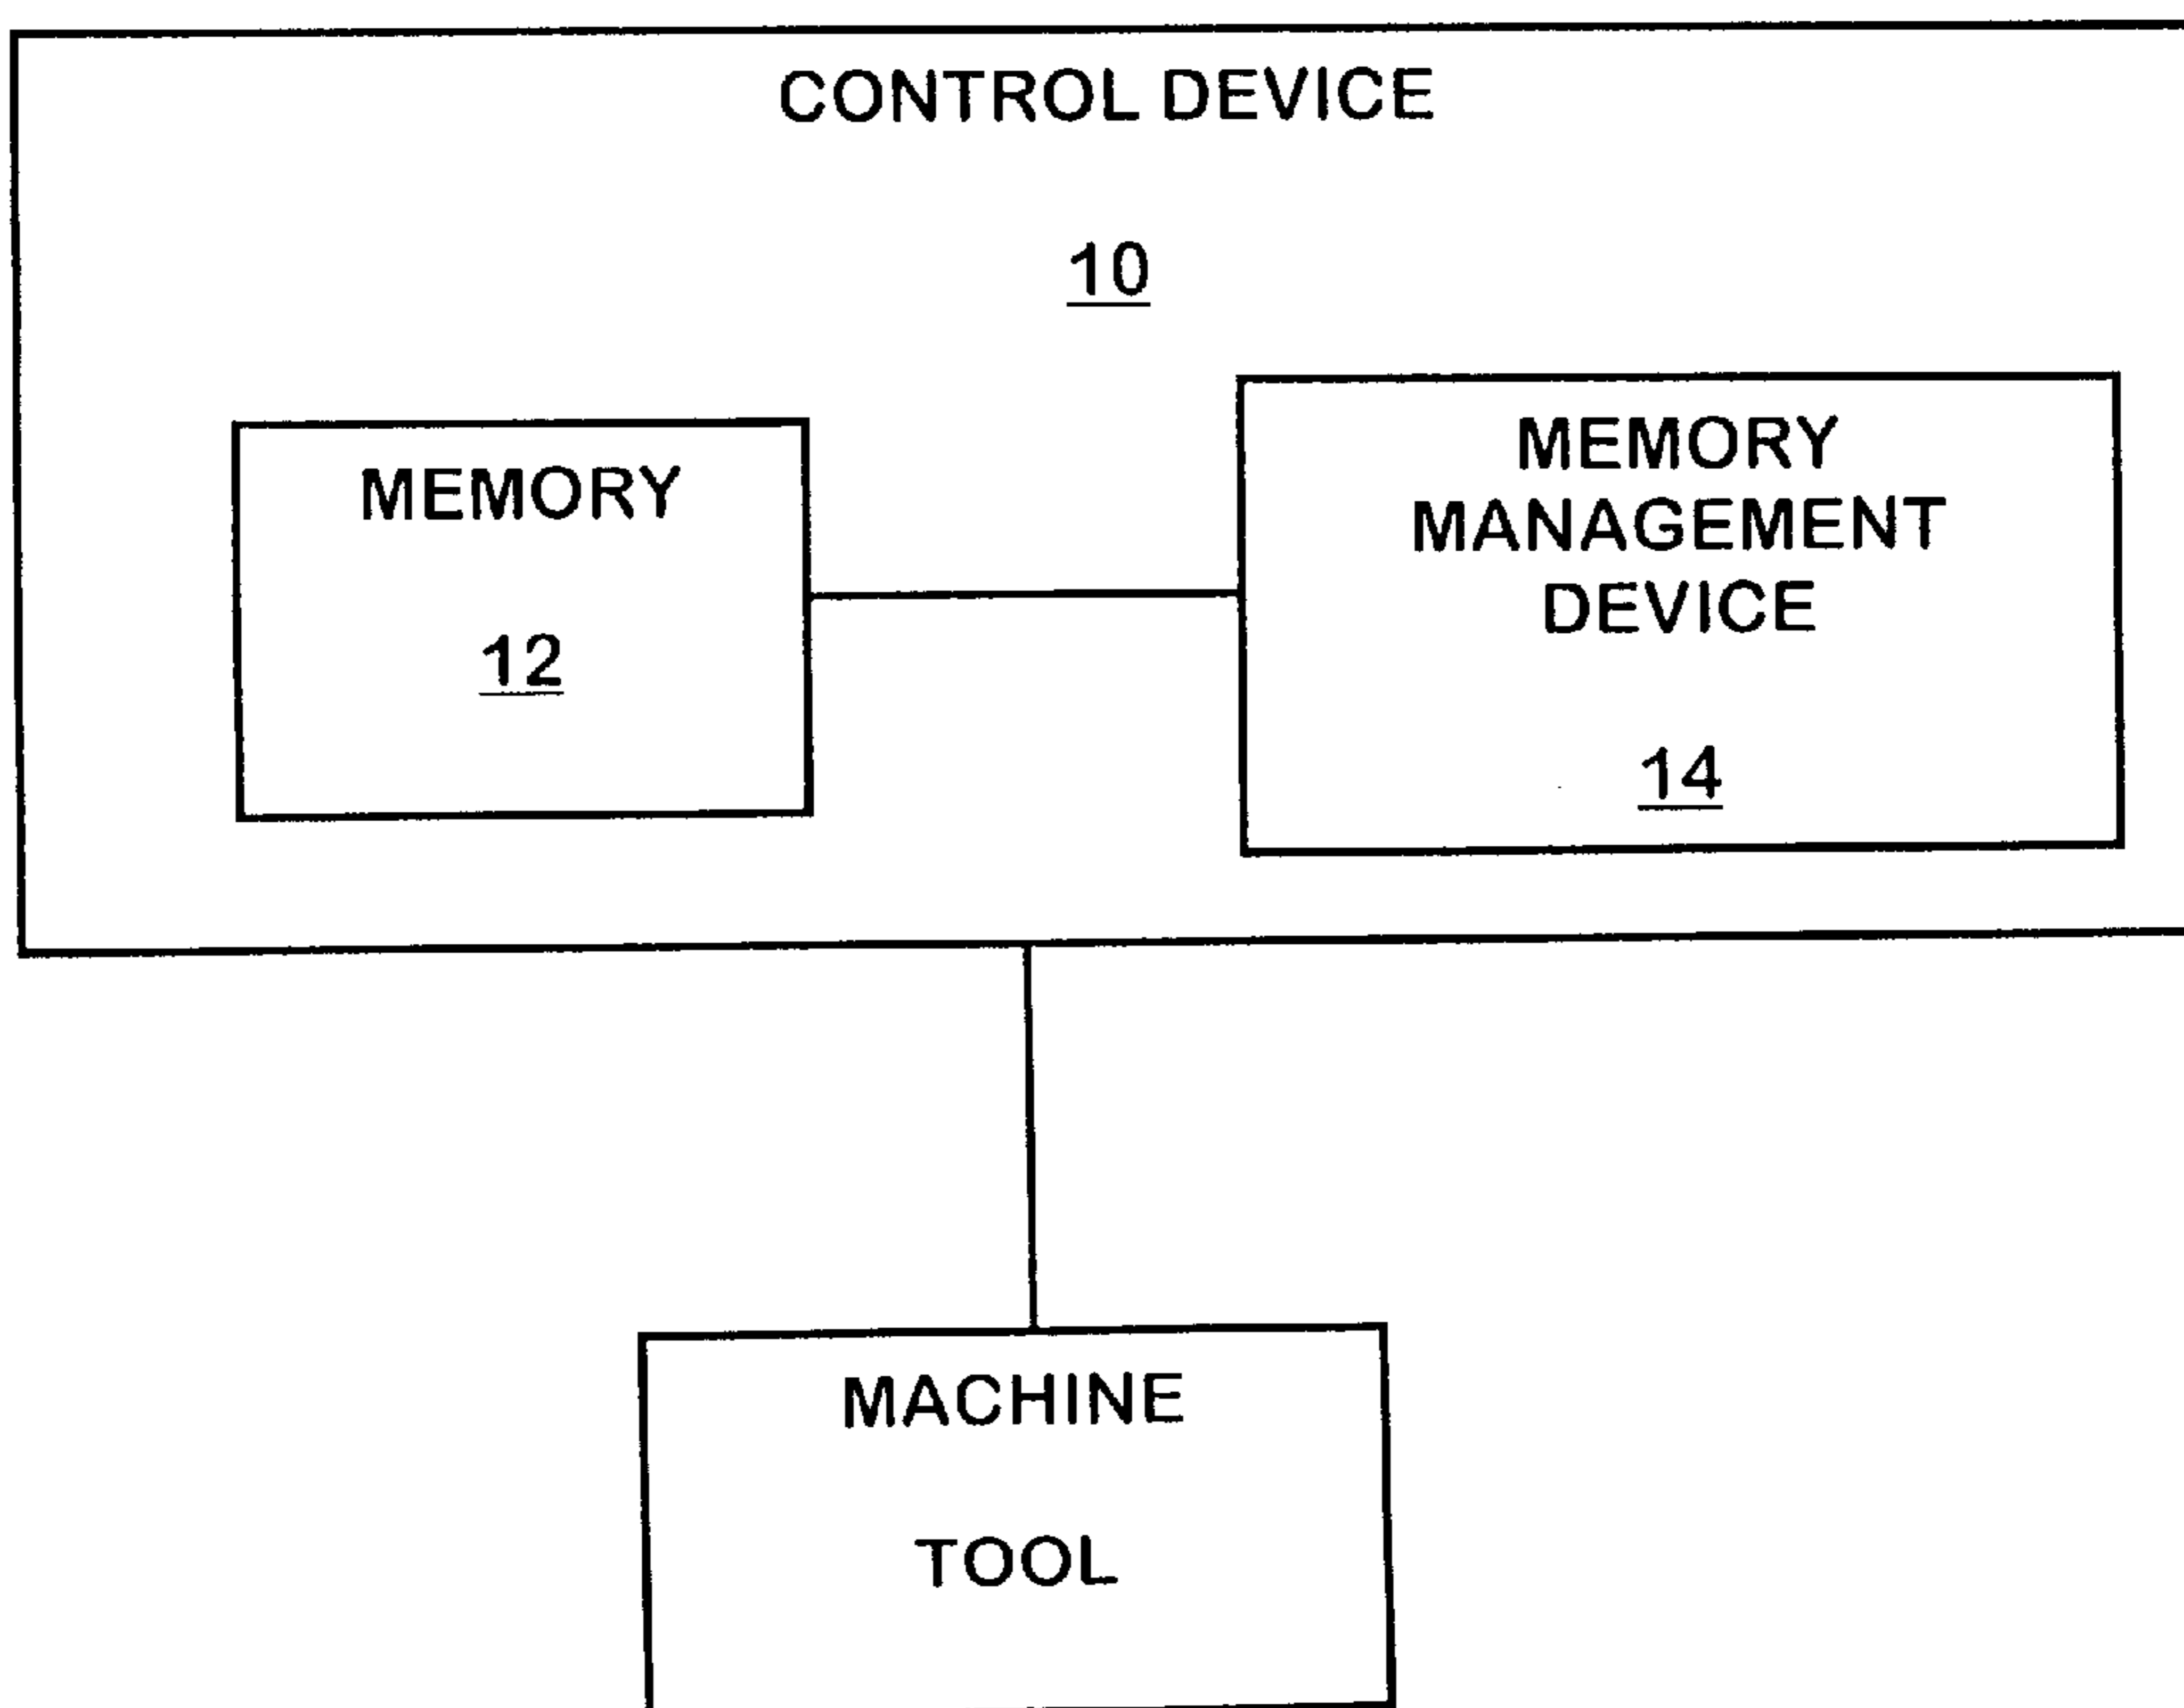 CONTROL DEVICE
10
MEMORY
12
MEMORY
MANAGEMENT
DEVICE
14
MACHINE
TOOL